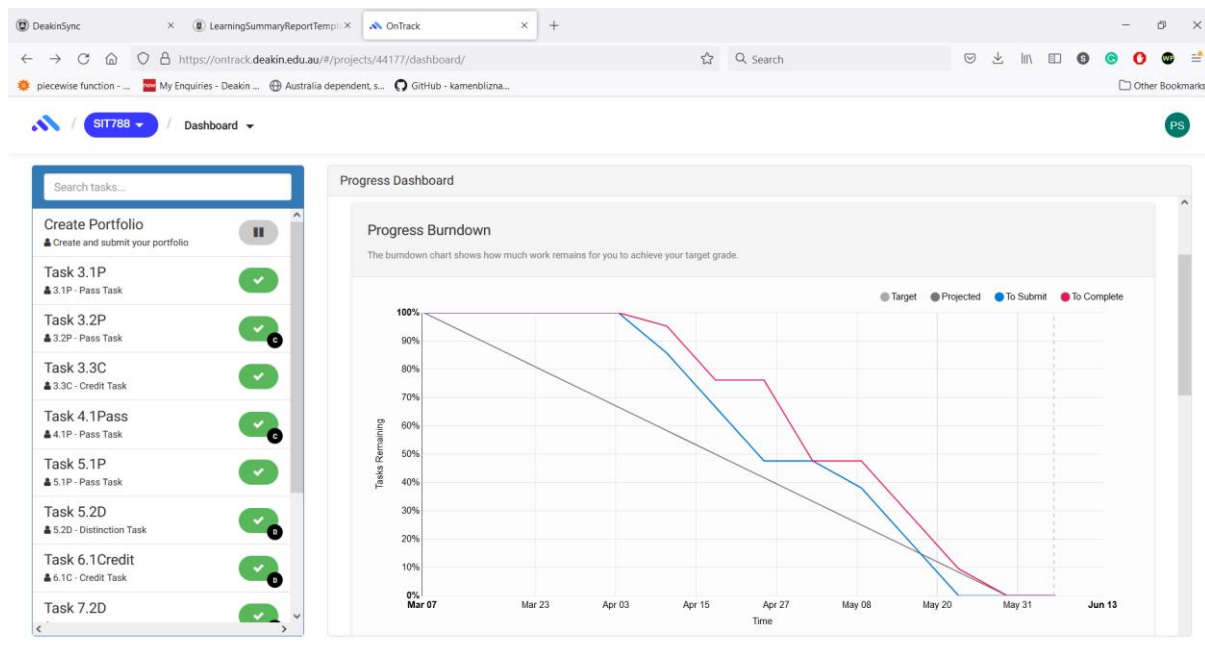 DeakinSync
LearningSummaryReportTempl
OnTrack
https://ontrack.deakin.edu.au/#/projects/44177/dashboard/
Search
piecewise function - ...
My Enquiries - Deakin ...
Australia dependent, s...
GitHub - kamenblizna...
Other Bookmarks
/ SIT788 / Dashboard
PS
Search tasks...
Create Portfolio
Create and submit your portfolio
Task 3.1P
3.1P - Pass Task
Task 3.2P
3.2P - Pass Task
C
Task 3.3C
3.3C - Credit Task
Task 4.1Pass
4.1P - Pass Task
C
Task 5.1P
5.1P - Pass Task
Task 5.2D
5.2D - Distinction Task
D
Task 6.1Credit
6.1C - Credit Task
D
Task 7.2D
Progress Dashboard
Progress Burndown
The burndown chart shows how much work remains for you to achieve your target grade.
Target Projected To Submit To Complete
100%
90%
80%
70%
60%
50%
40%
30%
20%
10%
0%
Tasks Remaining
Mar 07 Mar 23 Apr 03 Apr 15 Apr 27 May 08 May 20 May 31 Jun 13
Time